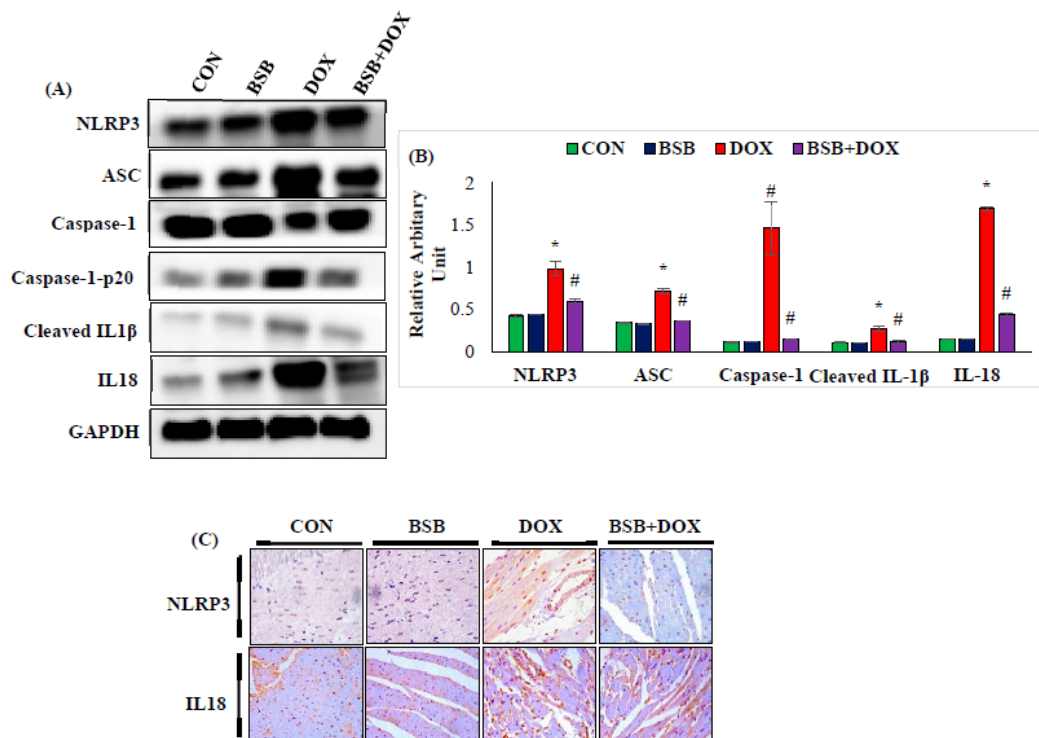 (A)
CON BSB DOX BSB+DOX
NLRP3
ASC
Caspase-1
Caspase-1-p20
Cleaved IL1β
IL18
GAPDH
(B)
CON BSB DOX BSB+DOX
Relative Arbitary
Unit
2
1.5
1
0.5
0
* # * # # # * # * #
NLRP3 ASC Caspase-1 Cleaved IL-1β IL-18
(C)
CON BSB DOX BSB+DOX
NLRP3
IL18